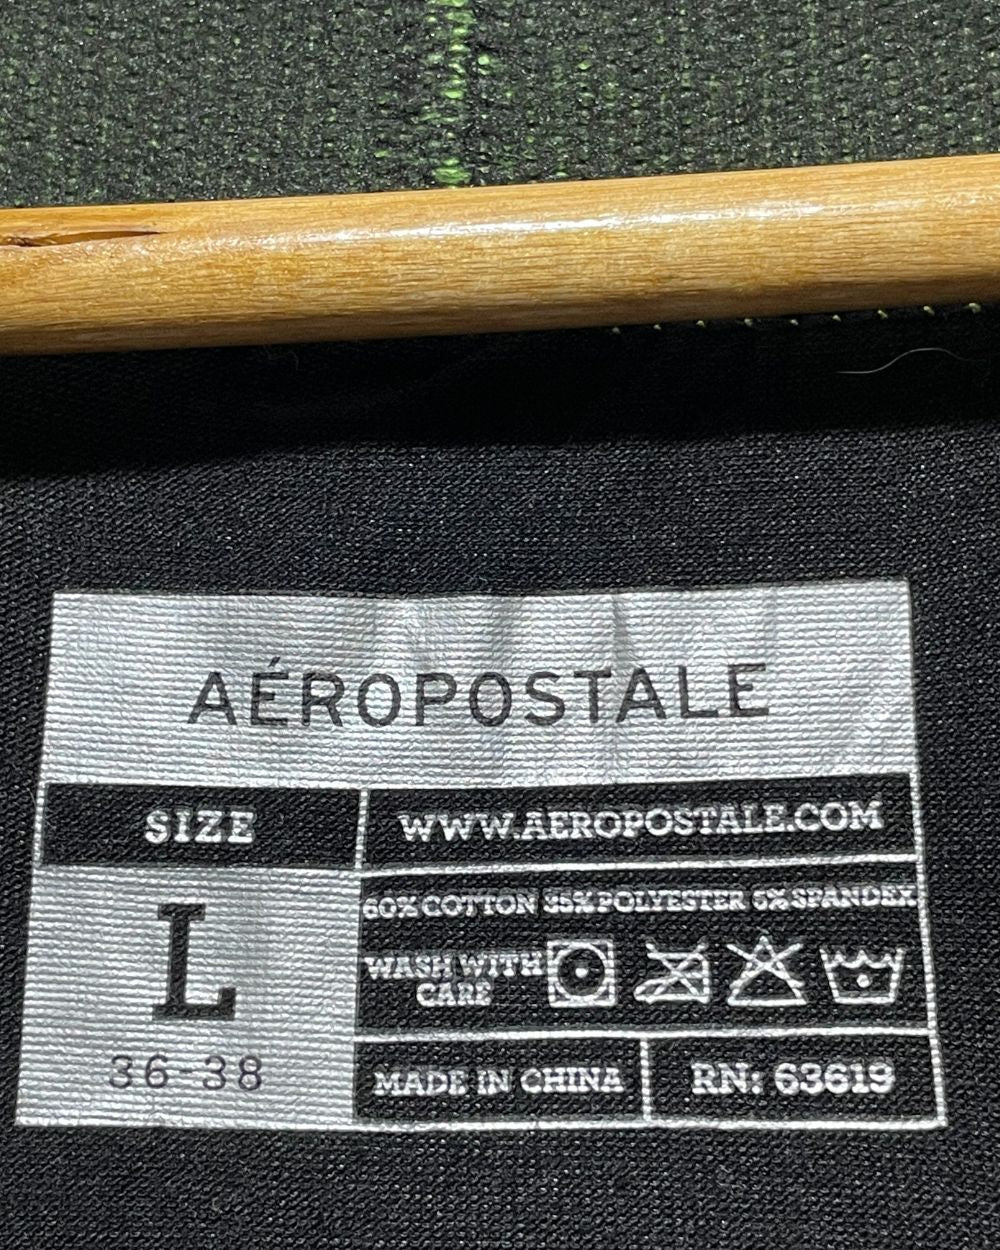 AÉROPOSTALE
SIZE
WWW.AEROPOSTALE.COM
L
36-38
60% COTTON 35% POLYESTER 5% SPANDEX
WASH WITH
CARE
MADE IN CHINA
RN: 63619